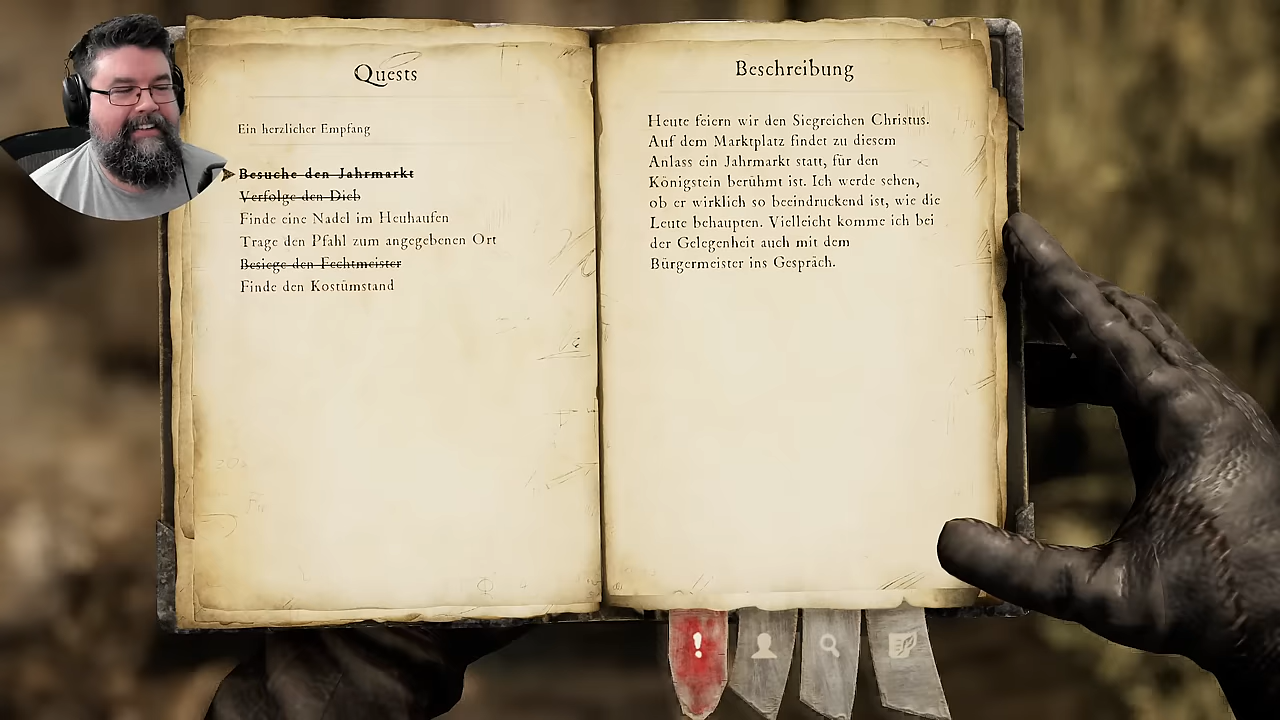 Quests
Ein herzlicher Empfang
Besuche den Jahrmarkt
Verfolge den Dieb
Finde eine Nadel im Heuhaufen
Trage den Pfahl zum angegebenen Ort
Besiege den Fechtmeister
Finde den Kostümstand
Beschreibung
Heute feiern wir den Siegreichen Christus.
Auf dem Marktplatz findet zu diesem
Anlass ein Jahrmarkt statt, für den
Königstein berühmt ist. Ich werde sehen,
ob er wirklich so beeindruckend ist, wie die
Leute behaupten. Vielleicht komme ich bei
der Gelegenheit auch mit dem
Bürgermeister ins Gespräch.